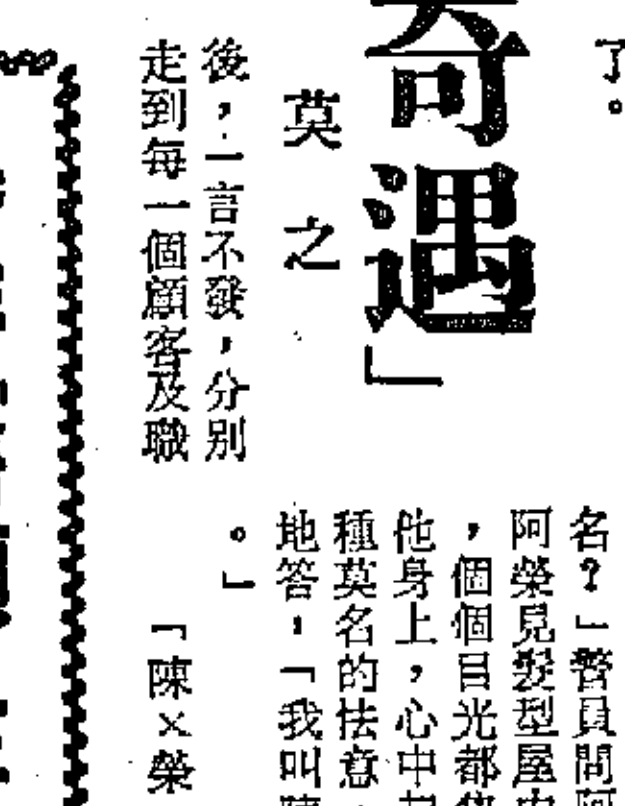 了。
奇遇」
莫之
後，一言不發，分別
走到每一個顧客及職
名？」警員問阿
阿榮見髮型屋內
，個個目光都
他身上，心中
種莫名的怯意，
地答：「我叫陳
。」
「陳×榮